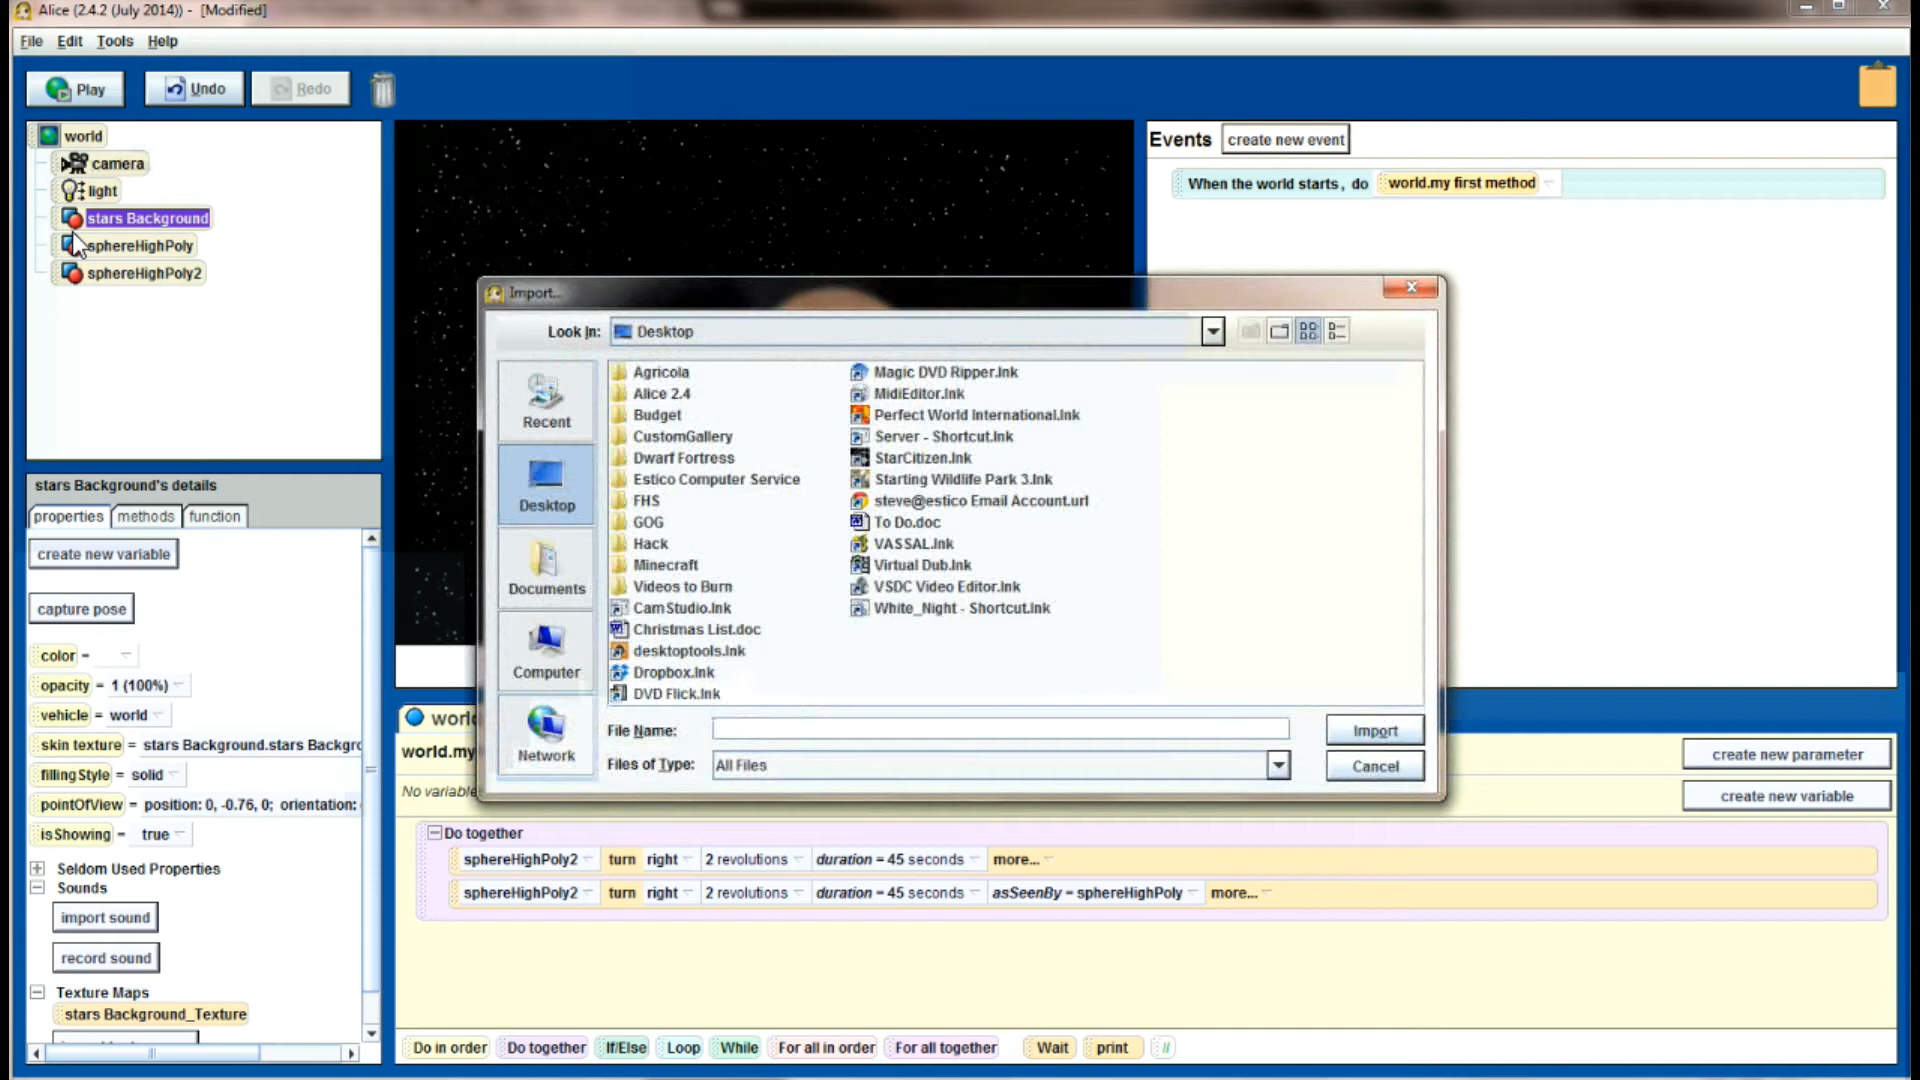 Alice (2.4.2 (July 2014)) - [Modified]
File Edit Tools Help
Play Undo Redo
world
camera
light
stars Background
sphereHighPoly
sphereHighPoly2
Events create new event
When the world starts, do world.my first method
Import...
Look In: Desktop
Recent
Desktop
Documents
Computer
Network
Agricola
Alice 2.4
Budget
CustomGallery
Dwarf Fortress
Estico Computer Service
FHS
GOG
Hack
Minecraft
Videos to Burn
CamStudio.lnk
Christmas List.doc
desktoptools.lnk
Dropbox.lnk
DVD Flick.lnk
Magic DVD Ripper.lnk
MidiEditor.lnk
Perfect World International.lnk
Server - Shortcut.lnk
StarCitizen.lnk
Starting Wildlife Park 3.lnk
steve@estico Email Account.url
To Do.doc
VASSAL.lnk
Virtual Dub.lnk
VSDC Video Editor.lnk
White_Night - Shortcut.lnk
File Name: Import
Files of Type: All Files Cancel
stars Background's details
properties methods function
create new variable
capture pose
color =
opacity = 1 (100%)
vehicle = world
skin texture = stars Background.stars Backgro
fillingStyle = solid
pointOfView = position: 0, -0.76, 0; orientation:
isShowing = true
Seldom Used Properties
Sounds
import sound
record sound
Texture Maps
stars Background_Texture
world.my
create new parameter
No variable
create new variable
Do together
sphereHighPoly2 turn right 2 revolutions duration = 45 seconds more...
sphereHighPoly2 turn right 2 revolutions duration = 45 seconds asSeenBy = sphereHighPoly more...
Do in order Do together If/Else Loop While For all in order For all together Wait print //